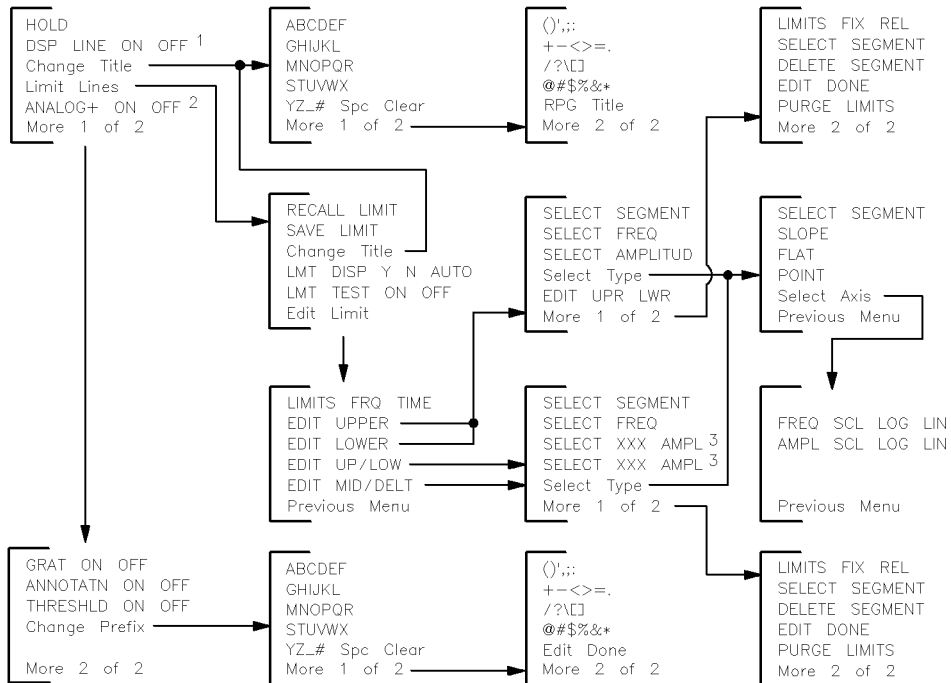 HOLD
DSP LINE ON OFF 1
Change Title
Limit Lines
ANALOG+ ON OFF 2
More 1 of 2
ABCDEF
GHIJKL
MNOPQR
STUVWX
YZ_# Spc Clear
More 1 of 2
()',;:
+-<>=.
/?\[]
@#$%&*
RPG Title
More 2 of 2
LIMITS FIX REL
SELECT SEGMENT
DELETE SEGMENT
EDIT DONE
PURGE LIMITS
More 2 of 2
RECALL LIMIT
SAVE LIMIT
Change Title
LMT DISP Y N AUTO
LMT TEST ON OFF
Edit Limit
SELECT SEGMENT
SELECT FREQ
SELECT AMPLITUD
Select Type
EDIT UPR LWR
More 1 of 2
SELECT SEGMENT
SLOPE
FLAT
POINT
Select Axis
Previous Menu
LIMITS FRQ TIME
EDIT UPPER
EDIT LOWER
EDIT UP/LOW
EDIT MID/DELT
Previous Menu
SELECT SEGMENT
SELECT FREQ
SELECT XXX AMPL 3
SELECT XXX AMPL 3
Select Type
More 1 of 2
FREQ SCL LOG LIN
AMPL SCL LOG LIN
Previous Menu
GRAT ON OFF
ANNOTATN ON OFF
THRESHLD ON OFF
Change Prefix
More 2 of 2
ABCDEF
GHIJKL
MNOPQR
STUVWX
YZ_# Spc Clear
More 1 of 2
()',;:
+-<>=.
/?\[]
@#$%&*
Edit Done
More 2 of 2
LIMITS FIX REL
SELECT SEGMENT
DELETE SEGMENT
EDIT DONE
PURGE LIMITS
More 2 of 2